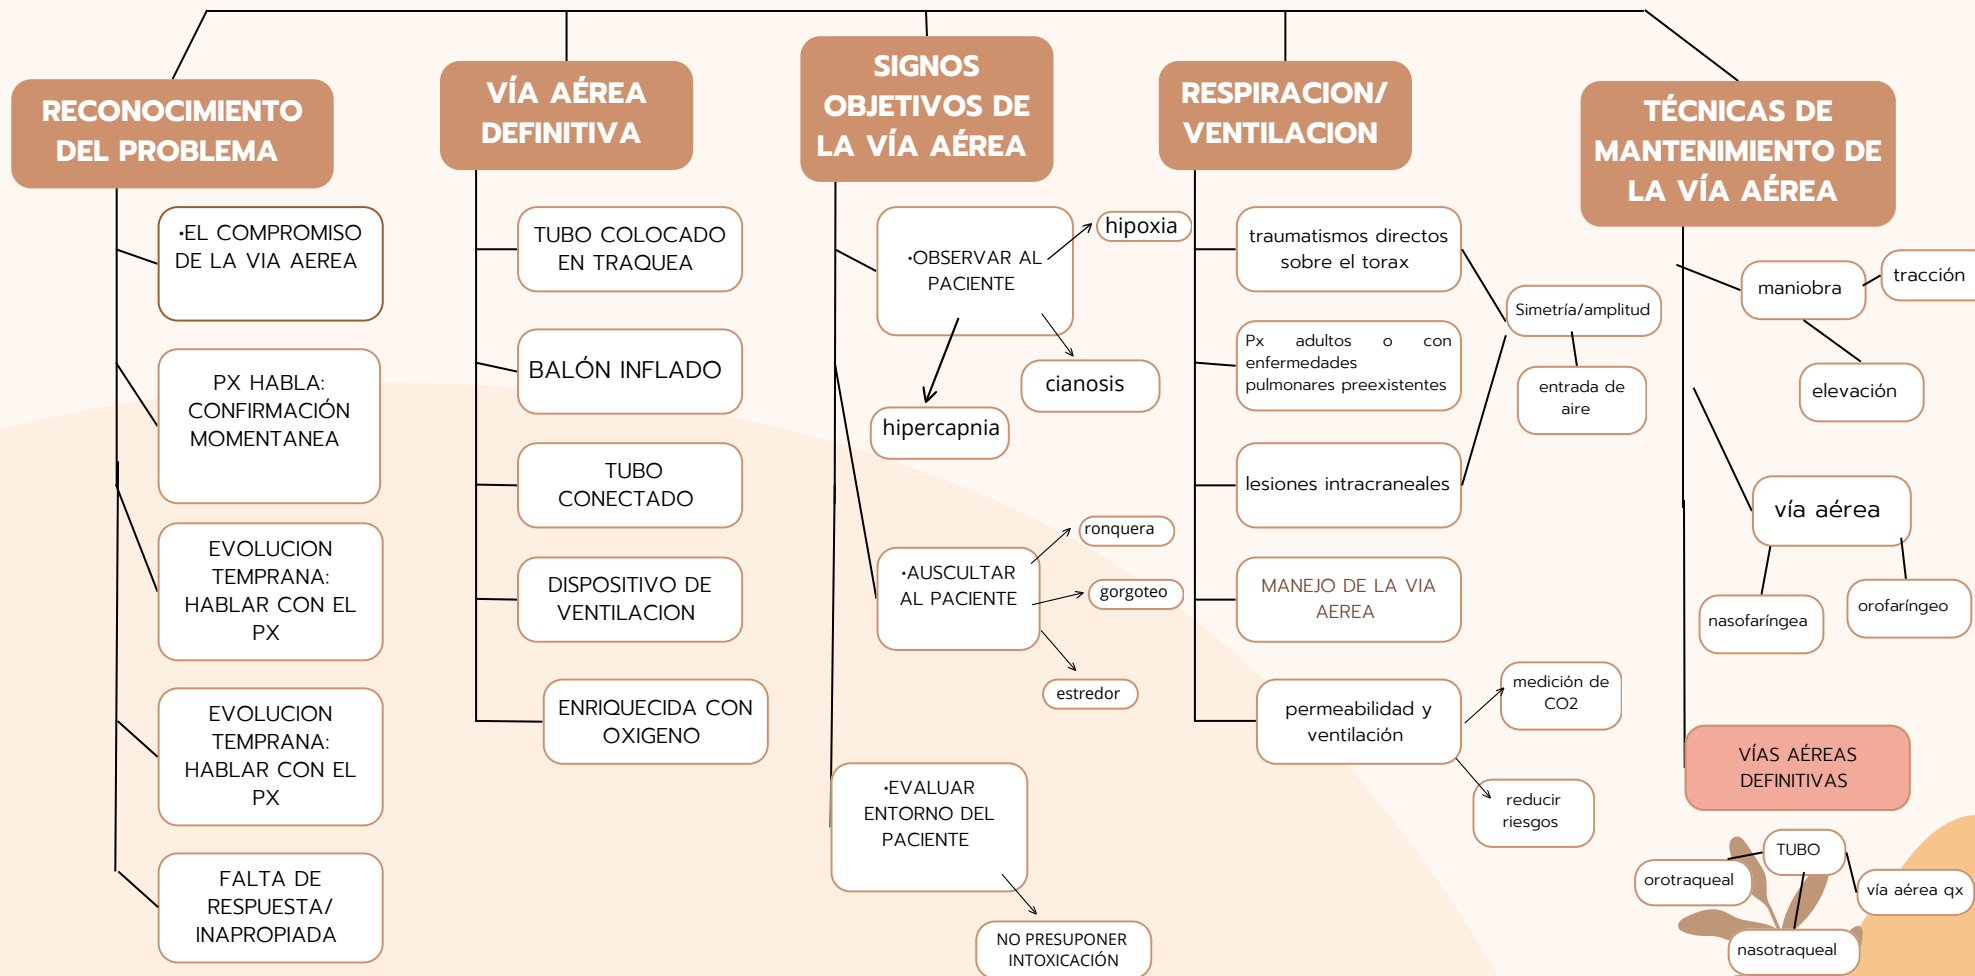 RECONOCIMIENTO
DEL PROBLEMA
•EL COMPROMISO
DE LA VIA AEREA
PX HABLA:
CONFIRMACIÓN
MOMENTANEA
EVOLUCION
TEMPRANA:
HABLAR CON EL
PX
EVOLUCION
TEMPRANA:
HABLAR CON EL
PX
FALTA DE
RESPUESTA/
INAPROPIADA
VÍA AÉREA
DEFINITIVA
TUBO COLOCADO
EN TRAQUEA
BALÓN INFLADO
TUBO
CONECTADO
DISPOSITIVO DE
VENTILACION
ENRIQUECIDA CON
OXIGENO
SIGNOS
OBJETIVOS DE
LA VÍA AÉREA
•OBSERVAR AL
PACIENTE
hipoxia
cianosis
hipercapnia
•AUSCULTAR
AL PACIENTE
ronquera
gorgoteo
estredor
•EVALUAR
ENTORNO DEL
PACIENTE
NO PRESUPONER
INTOXICACIÓN
RESPIRACION/
VENTILACION
traumatismos directos
sobre el torax
Px adultos o con
enfermedades
pulmonares preexistentes
lesiones intracraneales
Simetría/amplitud
entrada de
aire
MANEJO DE LA VIA
AEREA
permeabilidad y
ventilación
medición de
CO2
reducir
riesgos
TÉCNICAS DE
MANTENIMIENTO DE
LA VÍA AÉREA
maniobra
tracción
elevación
vía aérea
nasofaríngea
orofaríngeo
VÍAS AÉREAS
DEFINITIVAS
TUBO
orotraqueal
vía aérea qx
nasotraqueal